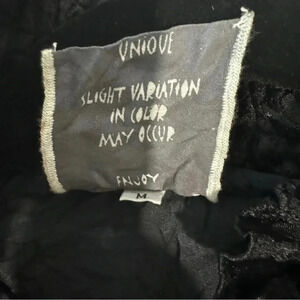 UNIQUE
SLIGHT VARIATION
IN COLOR
MAY OCCUR
ENJOY
M